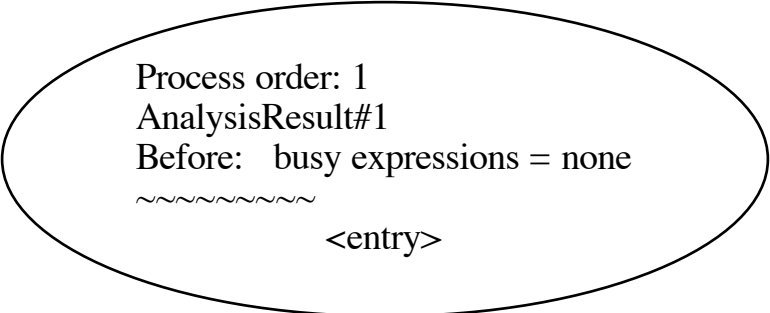 Process order: 1
AnalysisResult#1
Before:   busy expressions = none
~~~~~~~~~
<entry>